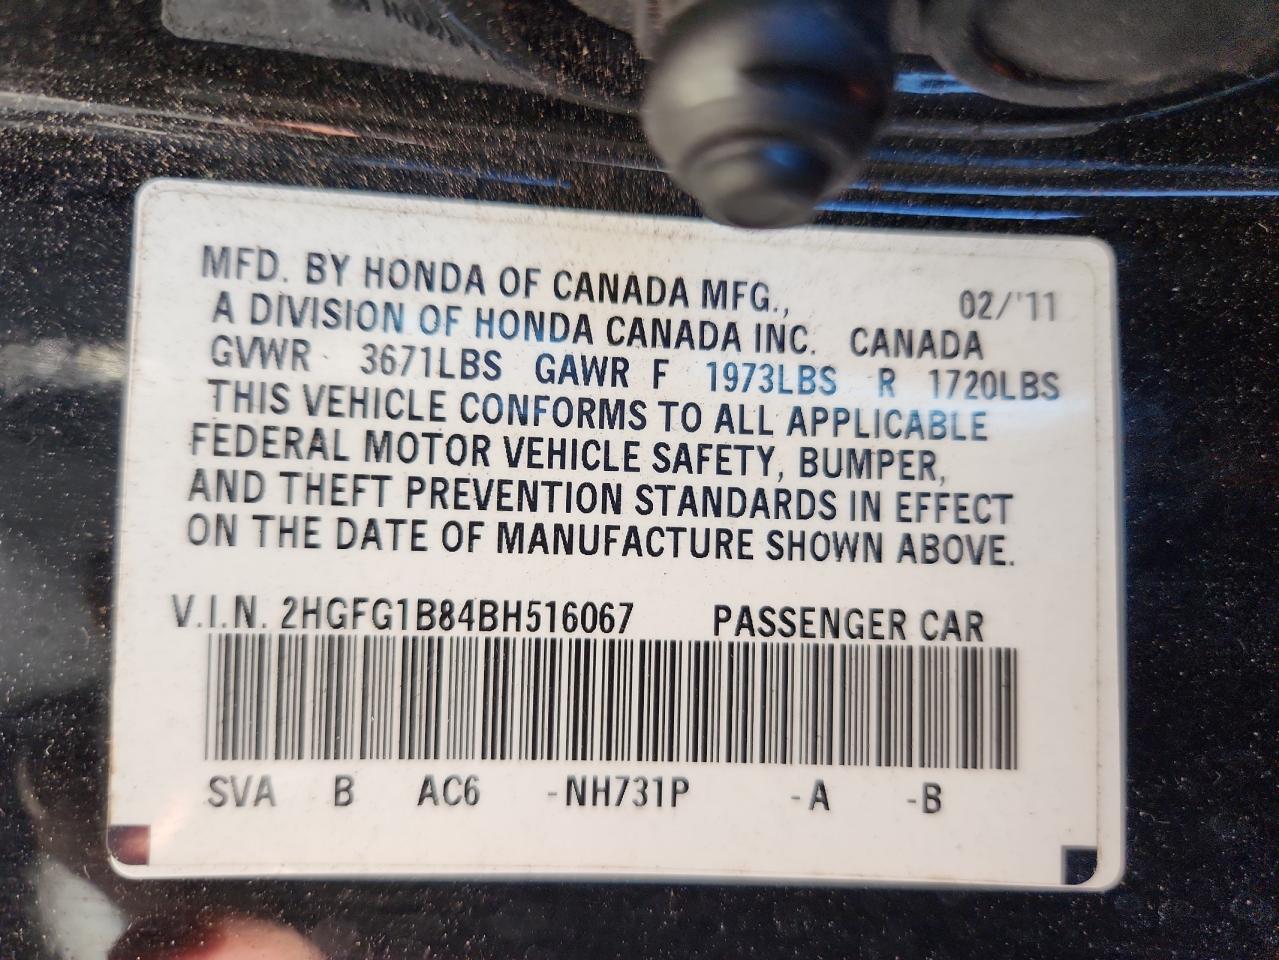 MFD. BY HONDA OF CANADA MFG., 02/'11
A DIVISION OF HONDA CANADA INC. CANADA
GVWR 3671LBS GAWR F 1973LBS R 1720LBS
THIS VEHICLE CONFORMS TO ALL APPLICABLE
FEDERAL MOTOR VEHICLE SAFETY, BUMPER,
AND THEFT PREVENTION STANDARDS IN EFFECT
ON THE DATE OF MANUFACTURE SHOWN ABOVE.
V.I.N. 2HGFG1B84BH516067 PASSENGER CAR
SVA B AC6 -NH731P -A -B